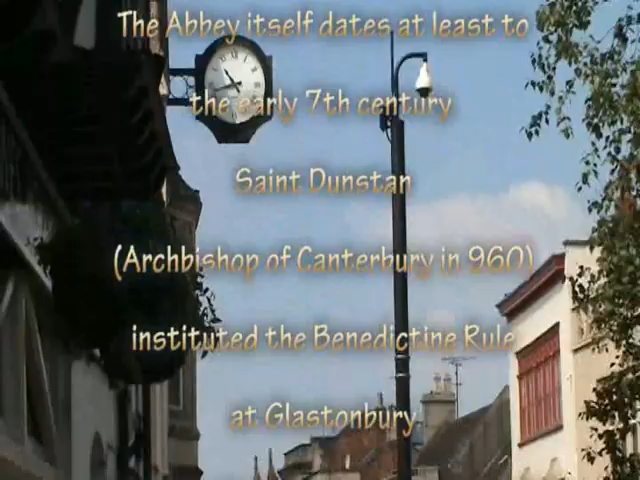 The Abbey itself dates at least to
the early 7th century
Saint Dunstan
(Archbishop of Canterbury in 960)
instituted the Benedictine Rule
at Glastonbury